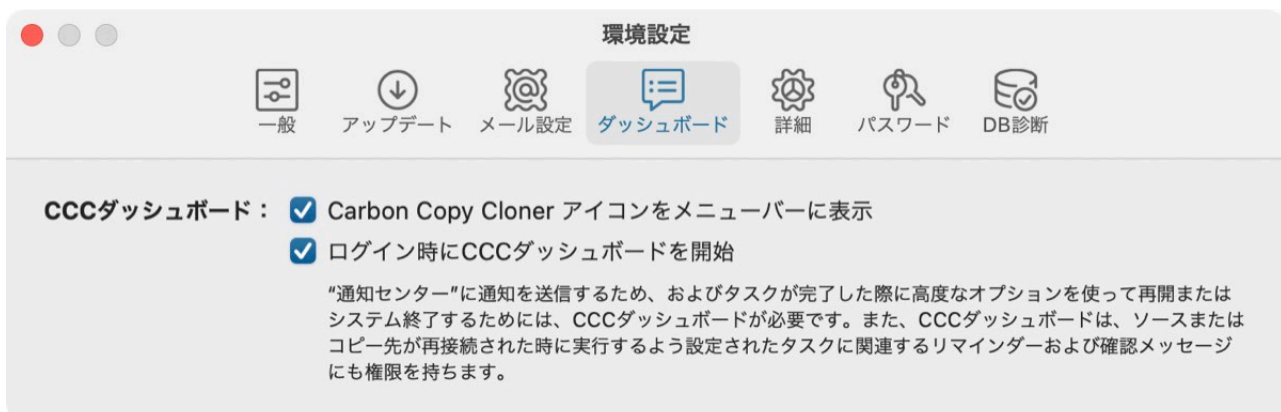 環境設定
一般
アップデート
メール設定
ダッシュボード
詳細
パスワード
DB診断
CCCダッシュボード： Carbon Copy Cloner アイコンをメニューバーに表示
ログイン時にCCCダッシュボードを開始
“通知センター”に通知を送信するため、およびタスクが完了した際に高度なオプションを使って再開または
システム終了するためには、CCCダッシュボードが必要です。また、CCCダッシュボードは、ソースまたは
コピー先が再接続された時に実行するよう設定されたタスクに関連するリマインダーおよび確認メッセージ
にも権限を持ちます。